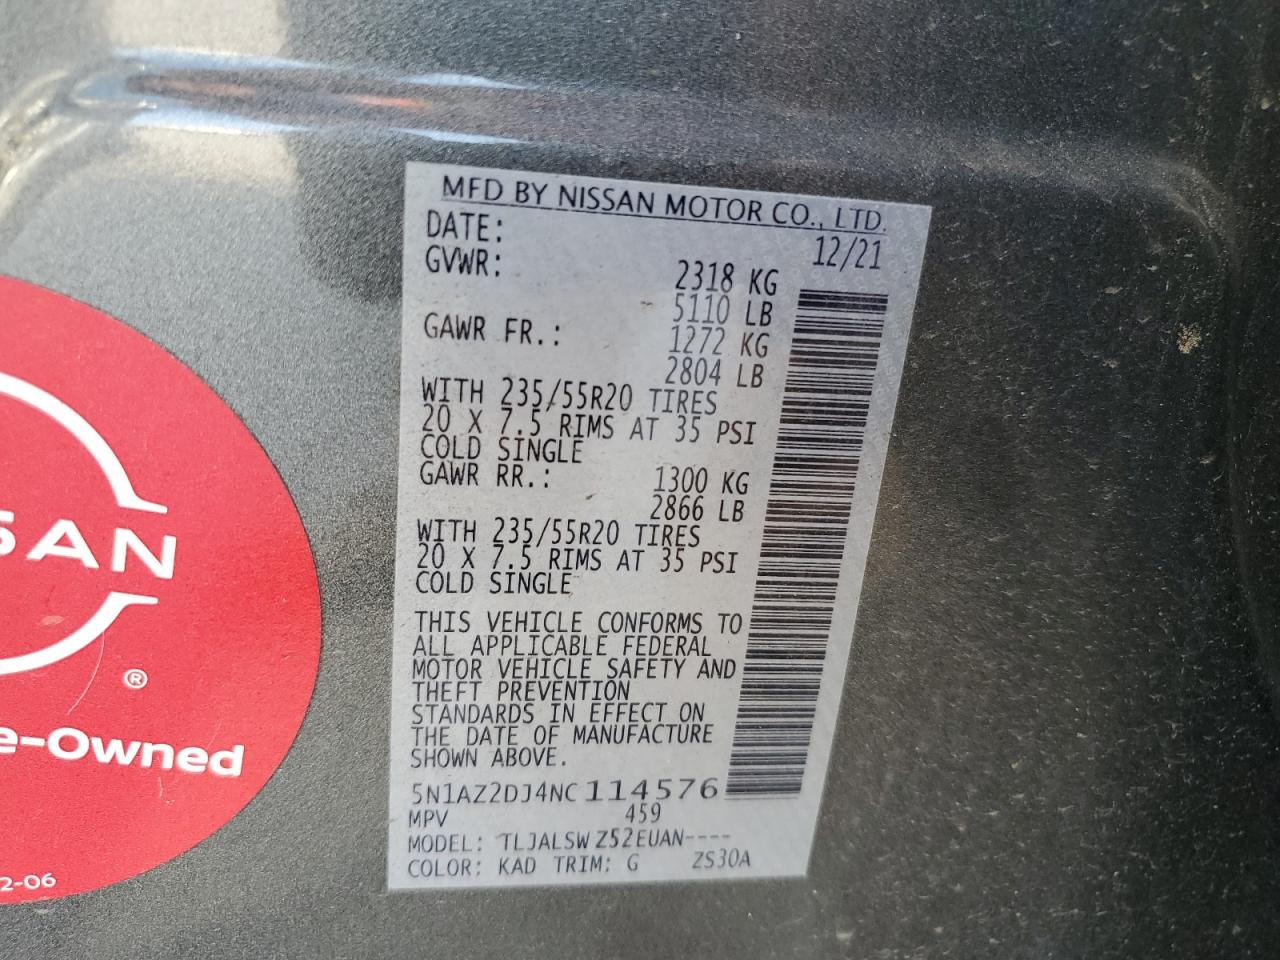 MFD BY NISSAN MOTOR CO., LTD.
DATE: 12/21
GVWR: 2318 KG
5110 LB
GAWR FR.: 1272 KG
2804 LB
WITH 235/55R20 TIRES
20 X 7.5 RIMS AT 35 PSI
COLD SINGLE
GAWR RR.: 1300 KG
2866 LB
WITH 235/55R20 TIRES
20 X 7.5 RIMS AT 35 PSI
COLD SINGLE
THIS VEHICLE CONFORMS TO
ALL APPLICABLE FEDERAL
MOTOR VEHICLE SAFETY AND
THEFT PREVENTION
STANDARDS IN EFFECT ON
THE DATE OF MANUFACTURE
SHOWN ABOVE.
5N1AZ2DJ4NC114576
MPV 459
MODEL: TLJALSW Z52EUAN----
COLOR: KAD TRIM: G ZS30A
SAN
®
e-Owned
2-06